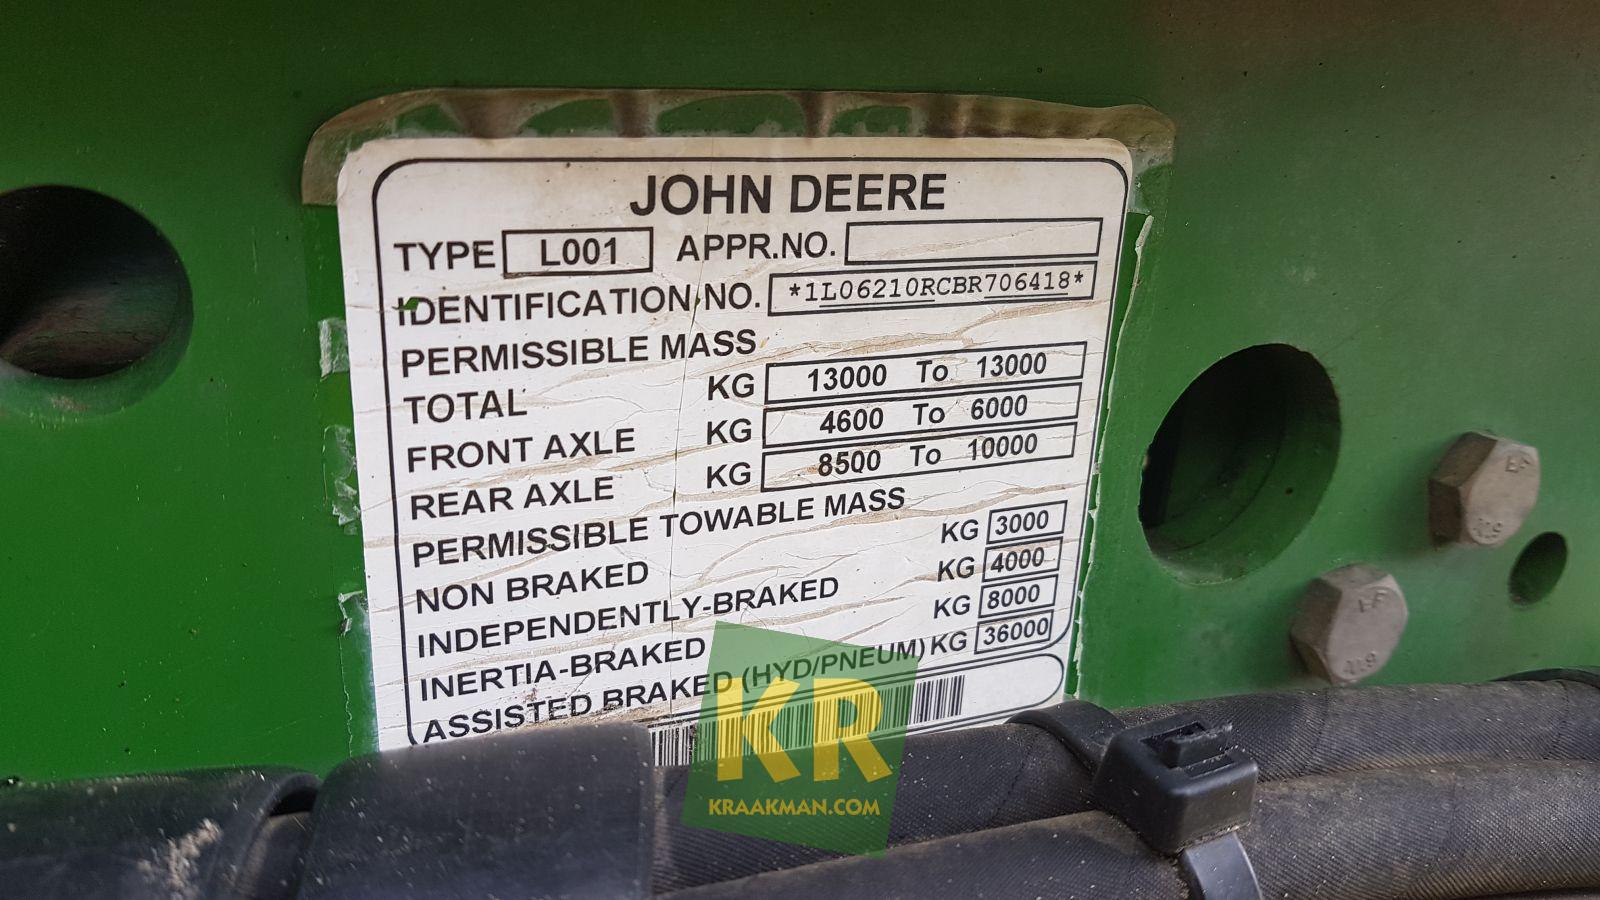 JOHN DEERE
TYPE L001 APPR.NO.
IDENTIFICATION NO. *1L06210RCBR706418*
PERMISSIBLE MASS
TOTAL KG 13000 To 13000
FRONT AXLE KG 4600 To 6000
REAR AXLE KG 8500 To 10000
PERMISSIBLE TOWABLE MASS
NON BRAKED KG 3000
INDEPENDENTLY-BRAKED KG 4000
INERTIA-BRAKED KG 8000
ASSISTED BRAKED (HYD/PNEUM) KG 36000
KR
KRAAKMAN.COM